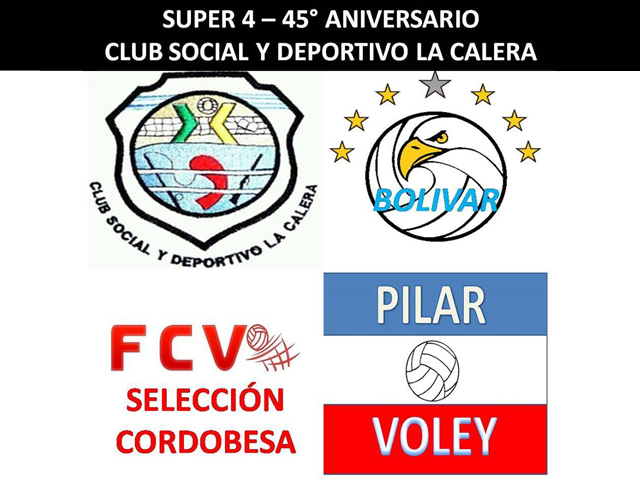 SUPER 4 – 45° ANIVERSARIO
CLUB SOCIAL Y DEPORTIVO LA CALERA
CLUB SOCIAL Y DEPORTIVO LA CALERA
BOLIVAR
FCV
SELECCIÓN
CORDOBESA
PILAR
VOLEY